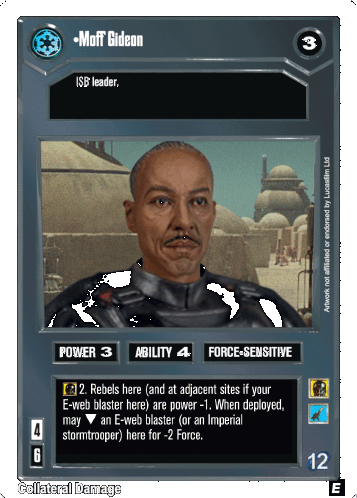 •Moff Gideon
3
ISB leader,
Artwork not affiliated or endorsed by Lucasfilm Ltd
POWER 3
ABILITY 4
FORCE-SENSITIVE
2. Rebels here (and at adjacent sites if your
E-web blaster here) are power -1. When deployed,
may ▼ an E-web blaster (or an Imperial
stormtrooper) here for -2 Force.
4
6
12
Collateral Damage
E